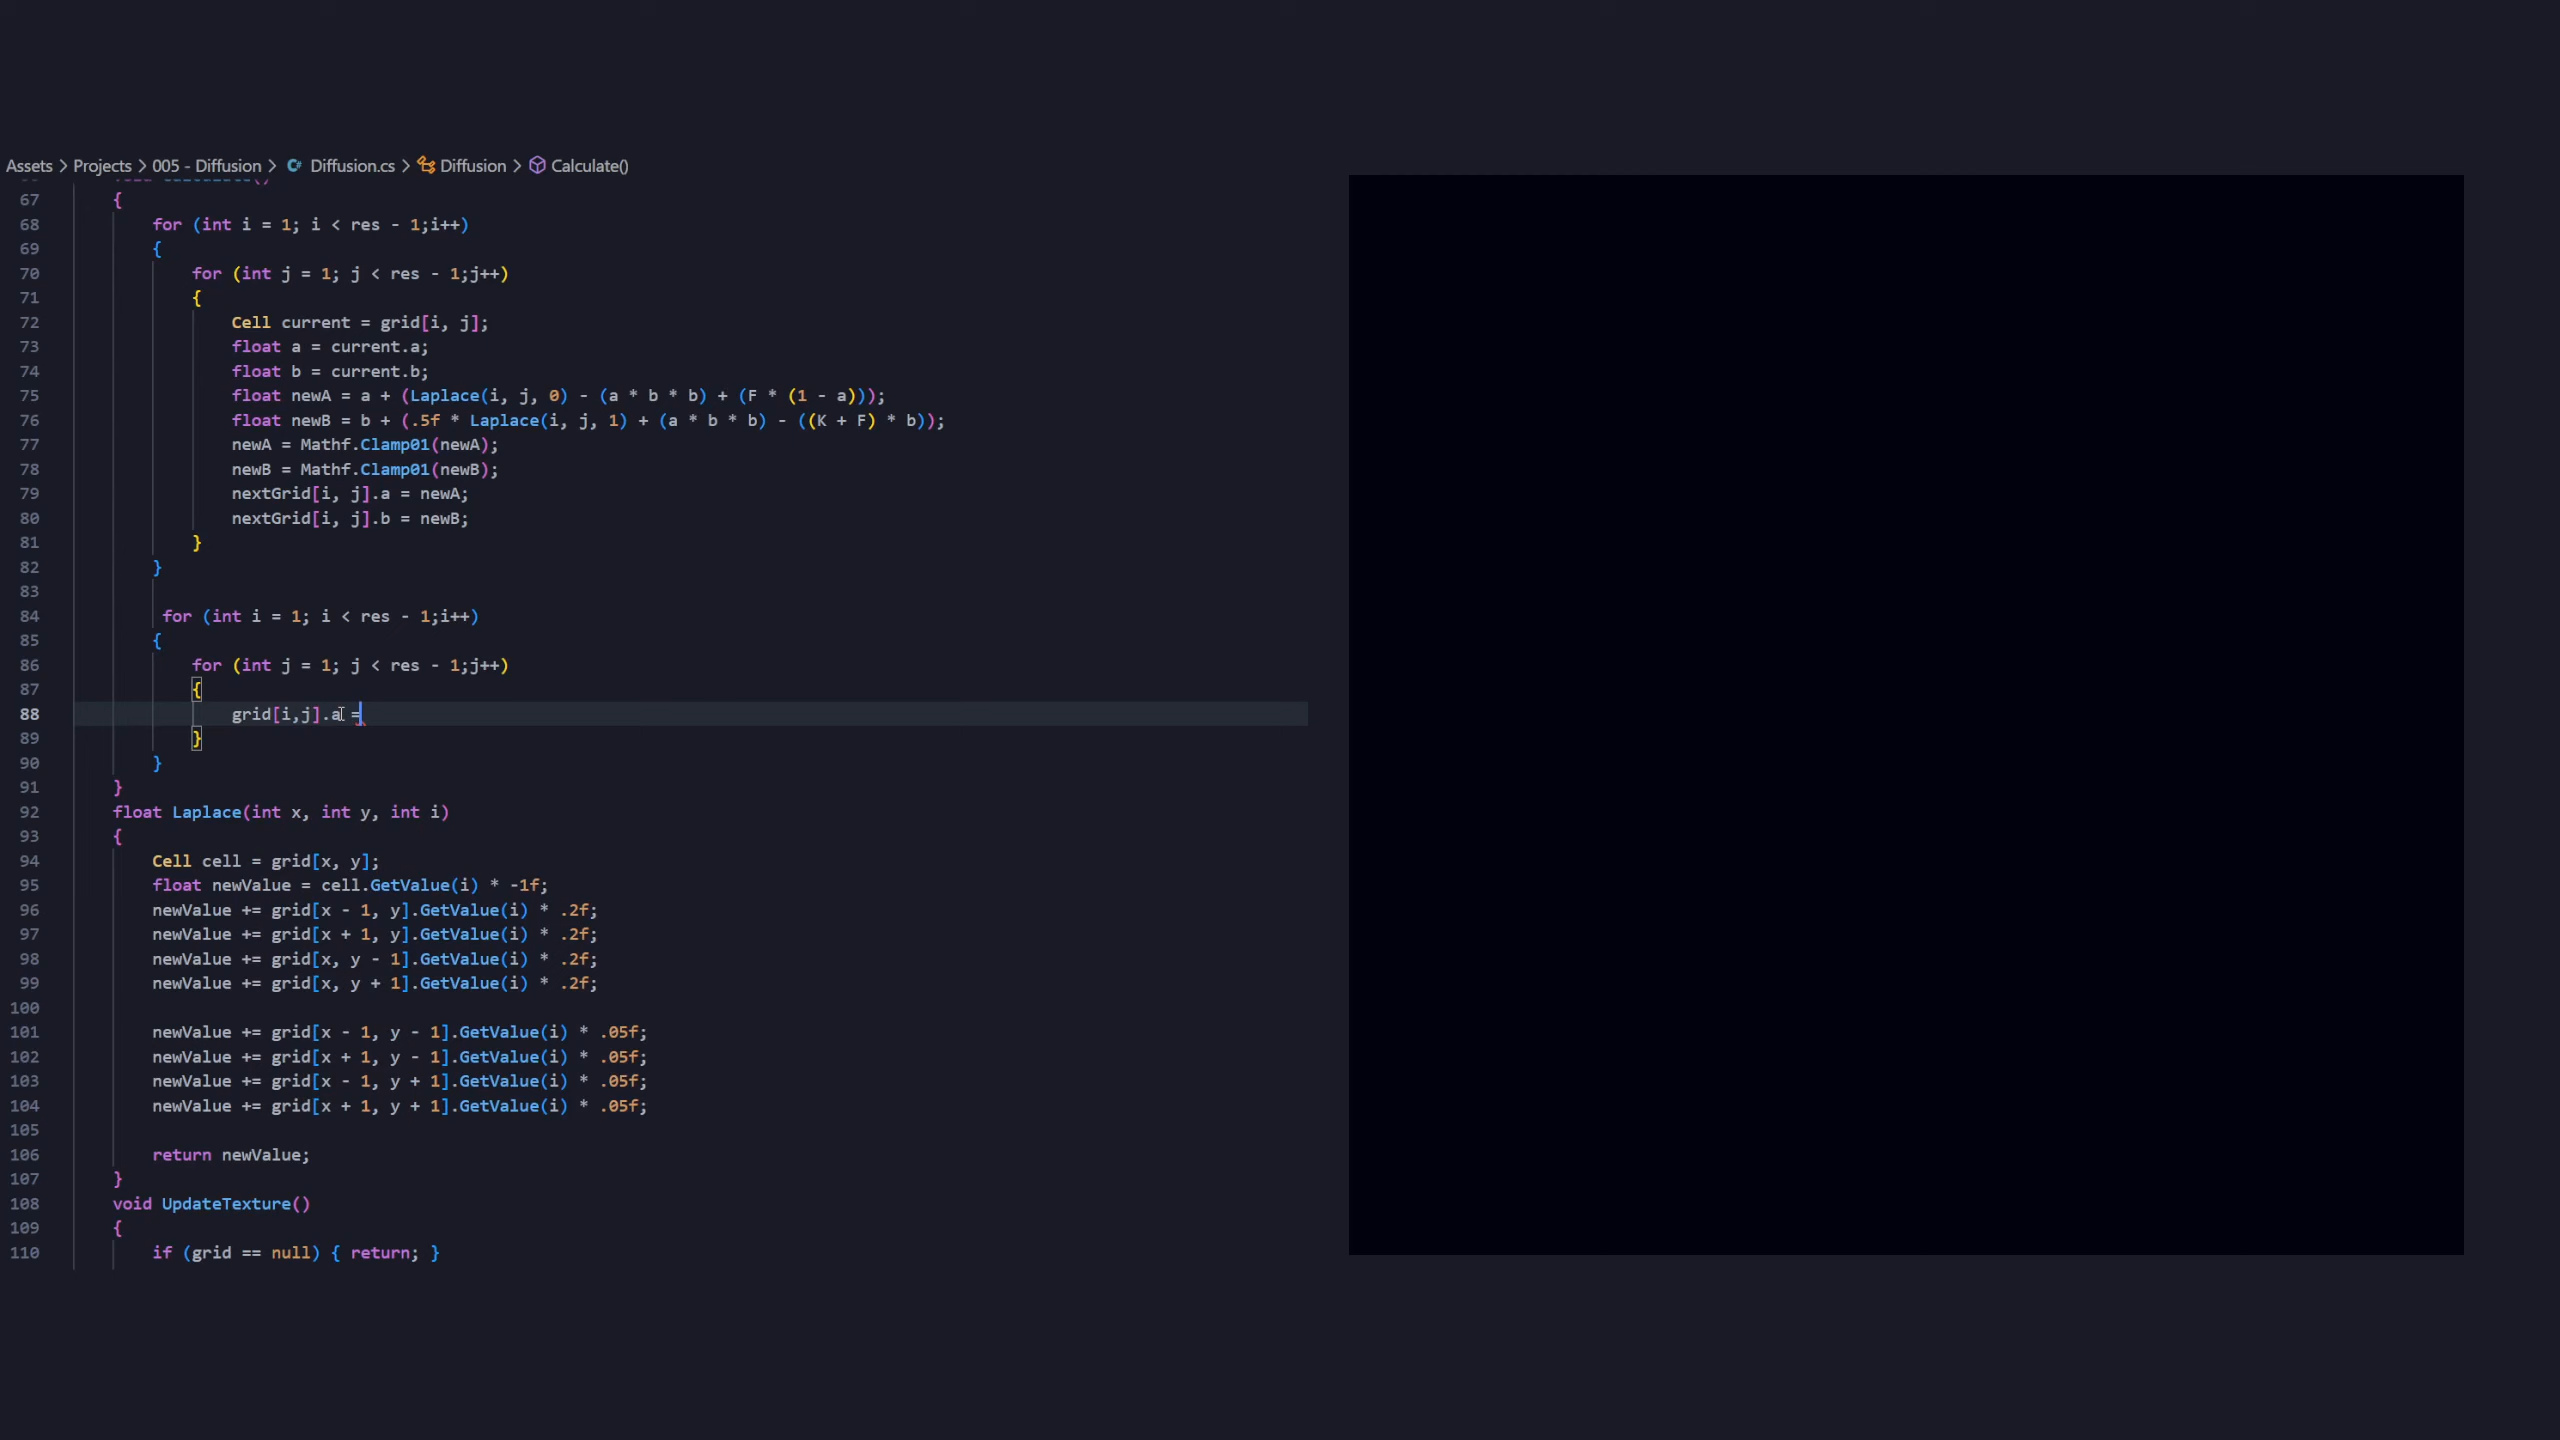 Assets > Projects > 005 - Diffusion > Diffusion.cs > Diffusion > Calculate()
67 {
68 for (int i = 1; i < res - 1;i++)
69 {
70 for (int j = 1; j < res - 1;j++)
71 {
72 Cell current = grid[i, j];
73 float a = current.a;
74 float b = current.b;
75 float newA = a + (Laplace(i, j, 0) - (a * b * b) + (F * (1 - a)));
76 float newB = b + (.5f * Laplace(i, j, 1) + (a * b * b) - ((K + F) * b));
77 newA = Mathf.Clamp01(newA);
78 newB = Mathf.Clamp01(newB);
79 nextGrid[i, j].a = newA;
80 nextGrid[i, j].b = newB;
81 }
82 }
83
84 for (int i = 1; i < res - 1;i++)
85 {
86 for (int j = 1; j < res - 1;j++)
87 {
88 grid[i,j].a =
89 }
90 }
91 }
92 float Laplace(int x, int y, int i)
93 {
94 Cell cell = grid[x, y];
95 float newValue = cell.GetValue(i) * -1f;
96 newValue += grid[x - 1, y].GetValue(i) * .2f;
97 newValue += grid[x + 1, y].GetValue(i) * .2f;
98 newValue += grid[x, y - 1].GetValue(i) * .2f;
99 newValue += grid[x, y + 1].GetValue(i) * .2f;
100
101 newValue += grid[x - 1, y - 1].GetValue(i) * .05f;
102 newValue += grid[x + 1, y - 1].GetValue(i) * .05f;
103 newValue += grid[x - 1, y + 1].GetValue(i) * .05f;
104 newValue += grid[x + 1, y + 1].GetValue(i) * .05f;
105
106 return newValue;
107 }
108 void UpdateTexture()
109 {
110 if (grid == null) { return; }